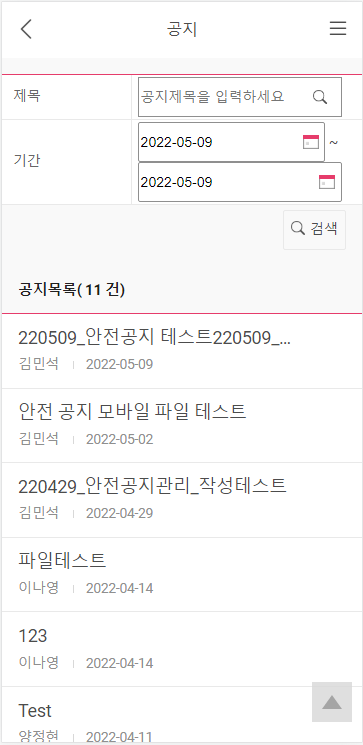 공지
제목
공지제목을 입력하세요
기간
2022-05-09 ~
2022-05-09
검색
공지목록( 11 건)
220509_안전공지 테스트220509_...
김민석 2022-05-09
안전 공지 모바일 파일 테스트
김민석 2022-05-02
220429_안전공지관리_작성테스트
김민석 2022-04-29
파일테스트
이나영 2022-04-14
123
이나영 2022-04-14
Test
양정현 2022-04-11